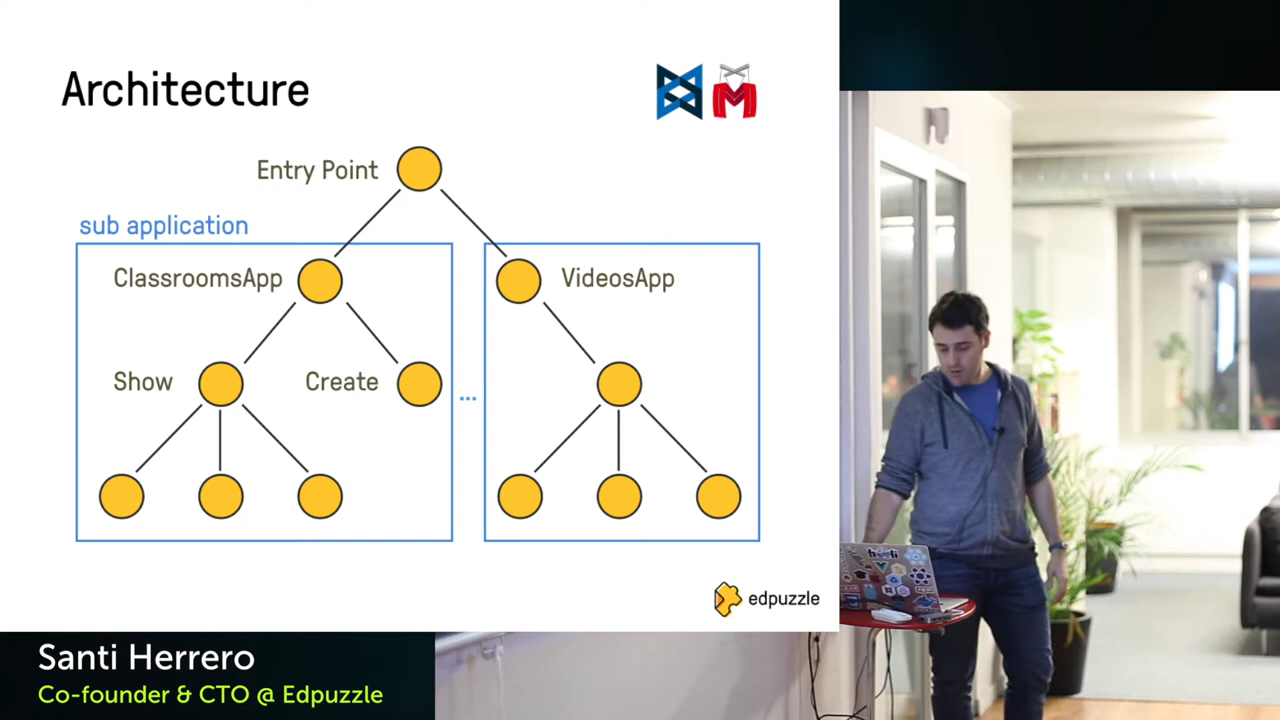 Architecture
Entry Point
sub application
ClassroomsApp
VideosApp
Show
Create
...
edpuzzle
Santi Herrero
Co-founder & CTO @ Edpuzzle